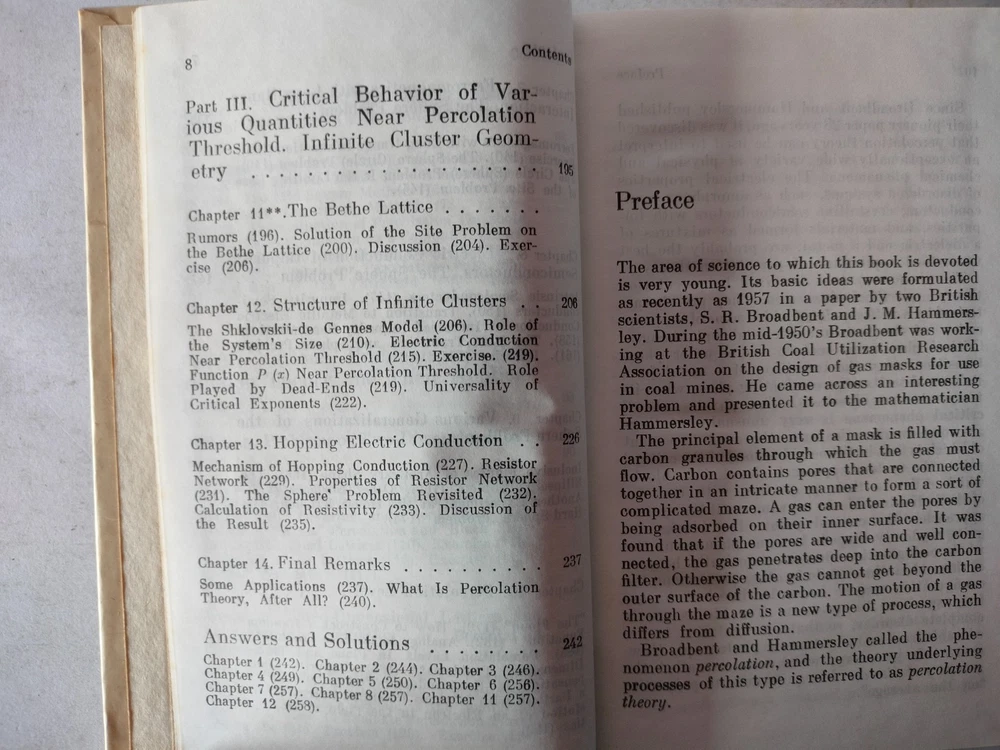 8
Contents
Part III. Critical Behavior of Var-
ious Quantities Near Percolation
Threshold. Infinite Cluster Geom-
etry . . . . . . . . . . . . . . . . . 195
Chapter 11**.The Bethe Lattice . . . . . . .
Rumors (196). Solution of the Site Problem on
the Bethe Lattice (200). Discussion (204). Exer-
cise (206).
Chapter 12. Structure of Infinite Clusters . . 206
The Shklovskii-de Gennes Model (206). Role of
the System's Size (210). Electric Conduction
Near Percolation Threshold (215). Exercise. (219).
Function P (x) Near Percolation Threshold. Role
Played by Dead-Ends (219). Universality of
Critical Exponents (222).
Chapter 13. Hopping Electric Conduction . . 226
Mechanism of Hopping Conduction (227). Resistor
Network (229). Properties of Resistor Network
(231). The Sphere' Problem Revisited (232).
Calculation of Resistivity (233). Discussion of
the Result (235).
Chapter 14. Final Remarks . . . . . . . . . . 237
Some Applications (237). What Is Percolation
Theory, After All? (240).
Answers and Solutions . . . . . . . 242
Chapter 1 (242). Chapter 2 (244). Chapter 3 (246).
Chapter 4 (249). Chapter 5 (250). Chapter 6 (256).
Chapter 7 (257). Chapter 8 (257). Chapter 11 (257).
Chapter 12 (258).
Preface
The area of science to which this book is devoted
is very young. Its basic ideas were formulated
as recently as 1957 in a paper by two British
scientists, S. R. Broadbent and J. M. Hammers-
ley. During the mid-1950's Broadbent was work-
ing at the British Coal Utilization Research
Association on the design of gas masks for use
in coal mines. He came across an interesting
problem and presented it to the mathematician
Hammersley.
The principal element of a mask is filled with
carbon granules through which the gas must
flow. Carbon contains pores that are connected
together in an intricate manner to form a sort of
complicated maze. A gas can enter the pores by
being adsorbed on their inner surface. It was
found that if the pores are wide and well con-
nected, the gas penetrates deep into the carbon
filter. Otherwise the gas cannot get beyond the
outer surface of the carbon. The motion of a gas
through the maze is a new type of process, which
differs from diffusion.
Broadbent and Hammersley called the phe-
nomenon percolation, and the theory underlying
processes of this type is referred to as percolation
theory.